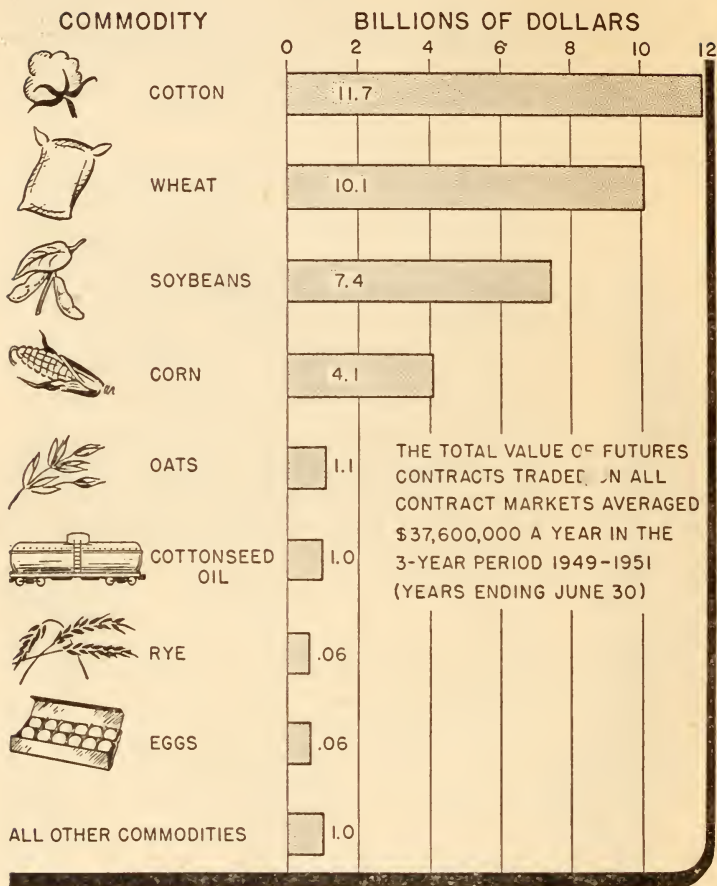 COMMODITY BILLIONS OF DOLLARS
0 2 4 6 8 10 12
COTTON 11.7
WHEAT 10.1
SOYBEANS 7.4
CORN 4.1
OATS 1.1
COTTONSEED
OIL 1.0
RYE .06
EGGS .06
ALL OTHER COMMODITIES 1.0
THE TOTAL VALUE OF FUTURES
CONTRACTS TRADED ALL
CONTRACT MARKETS AVERAGED
$37,600,000 A YEAR IN THE
3-YEAR PERIOD 1949-1951
(YEARS ENDING JUNE 30)